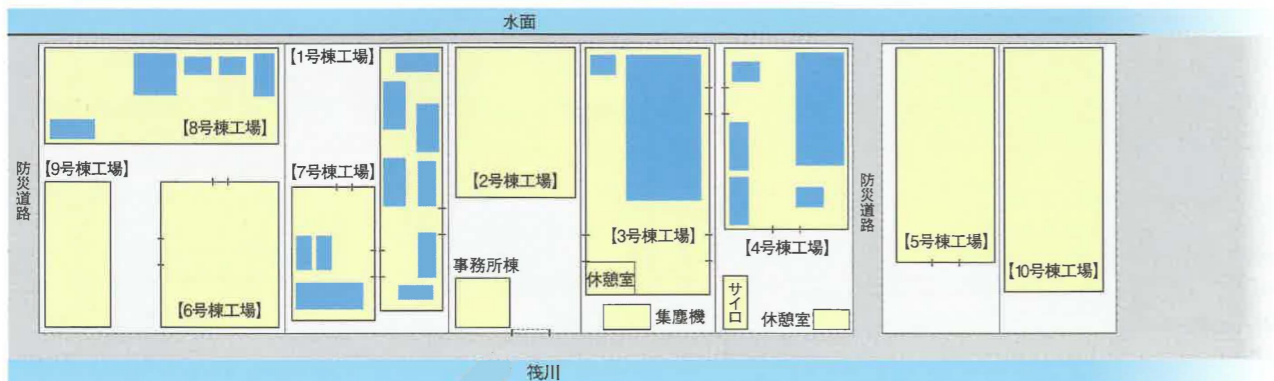 水面
【1号棟工場】
【8号棟工場】
【9号棟工場】
【7号棟工場】
【2号棟工場】
防災道路
防災道路
【3号棟工場】
【4号棟工場】
【5号棟工場】
事務所棟
休憩室
【10号棟工場】
【6号棟工場】
集塵機
サイロ
休憩室
筏川